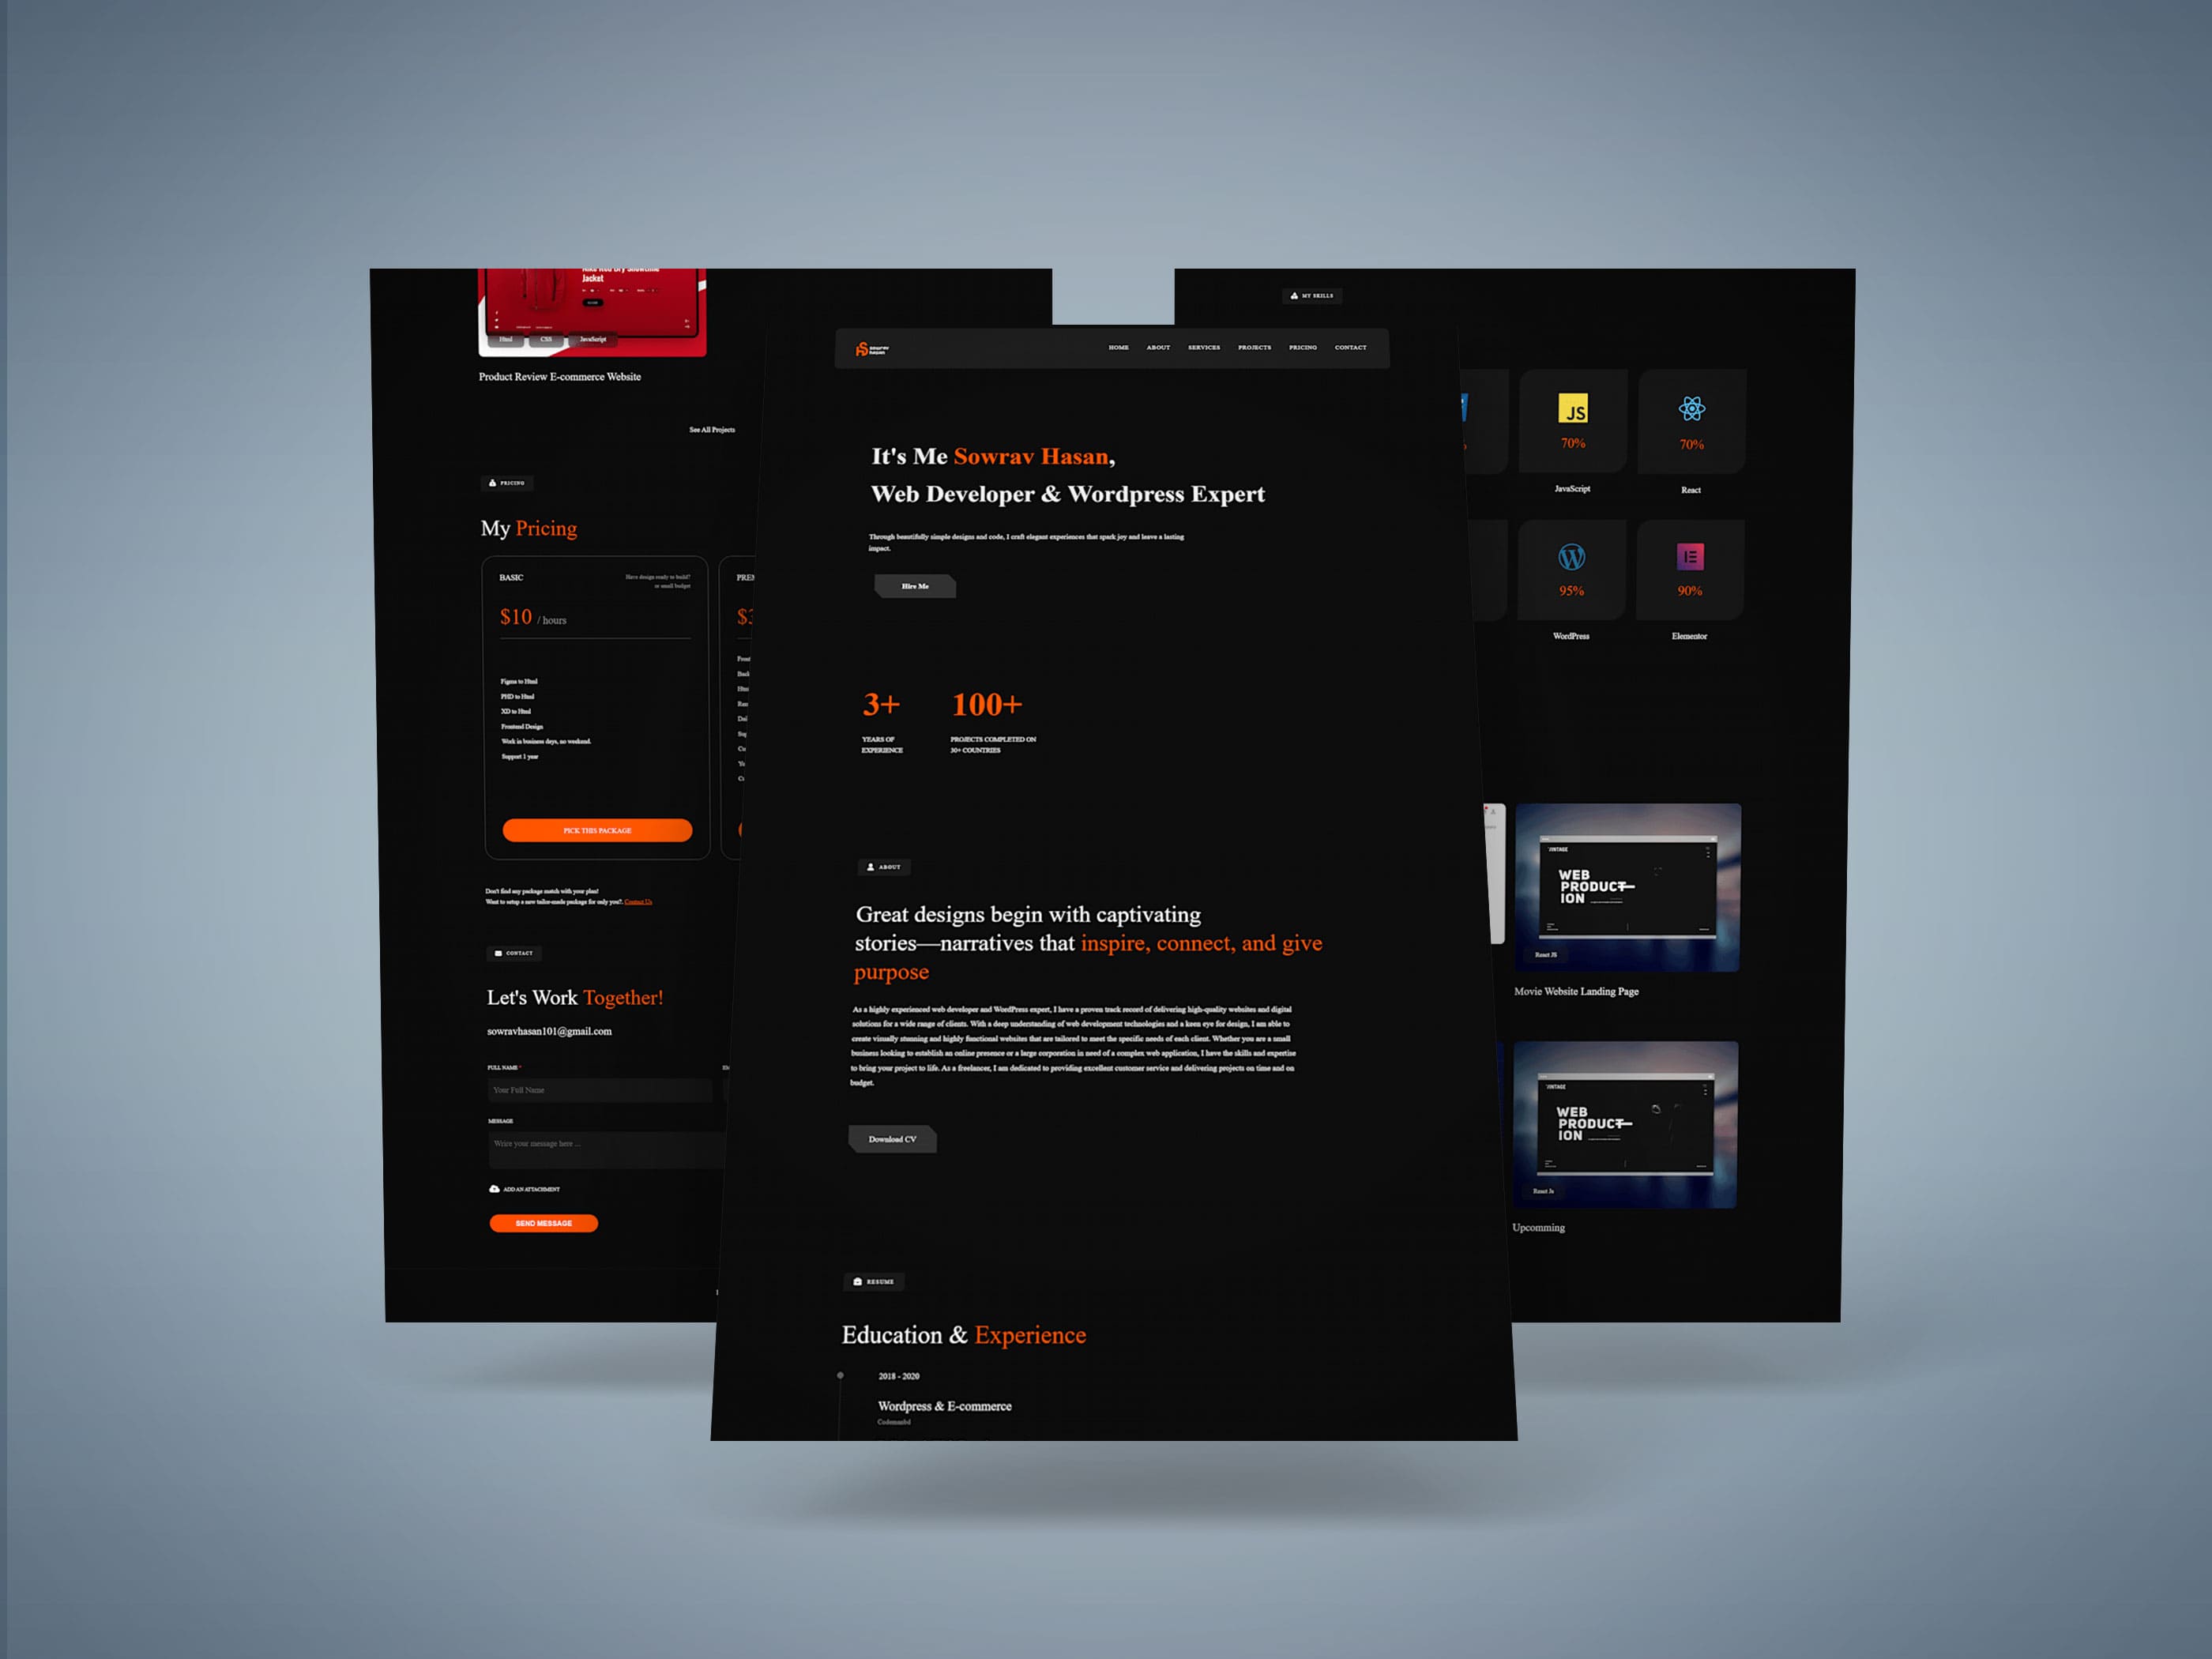 Jacket
Html
CSS
JavaScript
Product Review E-commerce Website
See All Projects
PRICING
My Pricing
BASIC
Have design ready to build?
or small budget
$10 / hours
Figma to Html
PHD to Html
XD to Html
Frontend Design
Work in business days, no weekend.
Support 1 year
PICK THIS PACKAGE
Don't find any package match with your plan!
Want to setup a new tailor-made package for only you?. Contact Us
CONTACT
Let's Work Together!
sowravhasan101@gmail.com
FULL NAME *
Your Full Name
MESSAGE
Write your message here ...
ADD AN ATTACHMENT
SEND MESSAGE
sowrav
hasan
HOME
ABOUT
SERVICES
PROJECTS
PRICING
CONTACT
It's Me Sowrav Hasan,
Web Developer & Wordpress Expert
Through beautifully simple designs and code, I craft elegant experiences that spark joy and leave a lasting
impact.
Hire Me
3+
YEARS OF
EXPERIENCE
100+
PROJECTS COMPLETED ON
30+ COUNTRIES
ABOUT
Great designs begin with captivating
stories—narratives that inspire, connect, and give
purpose
As a highly experienced web developer and WordPress expert, I have a proven track record of delivering high-quality websites and digital
solutions for a wide range of clients. With a deep understanding of web development technologies and a keen eye for design, I am able to
create visually stunning and highly functional websites that are tailored to meet the specific needs of each client. Whether you are a small
business looking to establish an online presence or a large corporation in need of a complex web application, I have the skills and expertise
to bring your project to life. As a freelancer, I am dedicated to providing excellent customer service and delivering projects on time and on
budget.
Download CV
RESUME
Education & Experience
2018 - 2020
Wordpress & E-commerce
Codemanbd
MY SKILLS
JS
70%
JavaScript
70%
React
95%
WordPress
90%
Elementor
VINTAGE
WEB
PRODUCT
ION
React JS
Movie Website Landing Page
VINTAGE
WEB
PRODUCT
ION
React Js
Upcomming